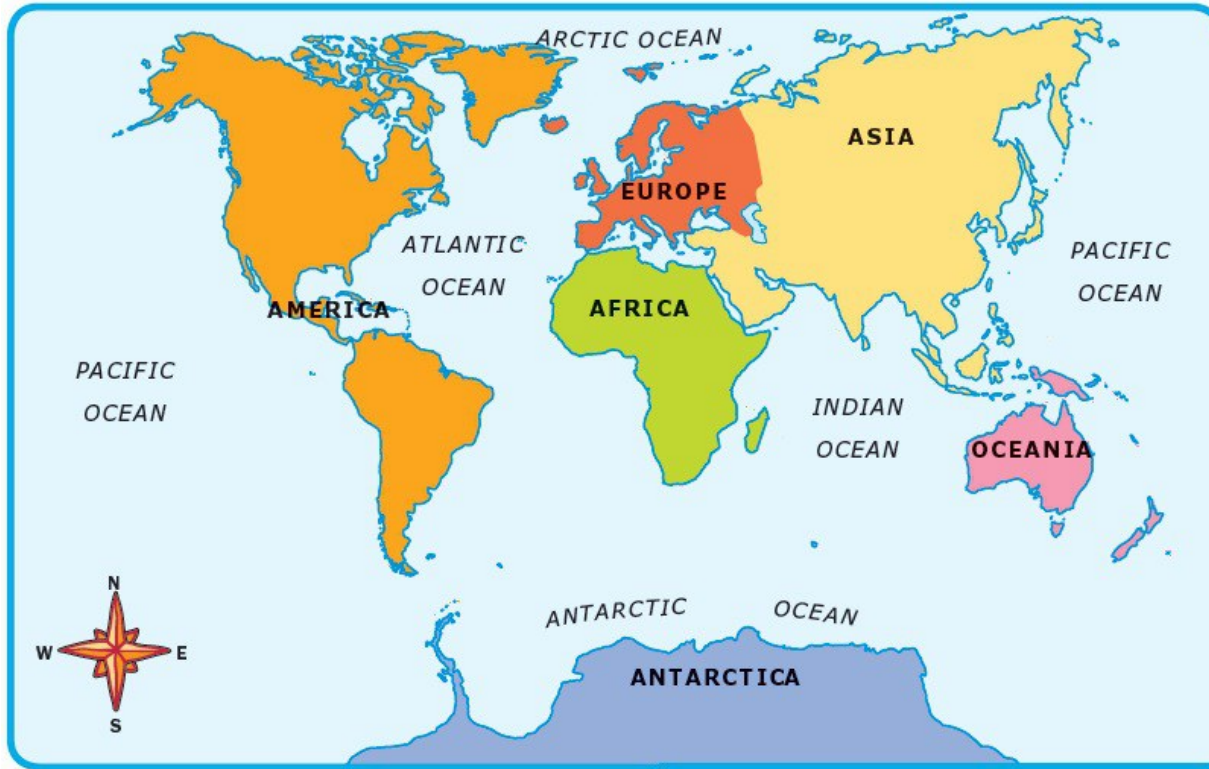 ARCTIC OCEAN
ASIA
EUROPE
ATLANTIC
OCEAN
PACIFIC
OCEAN
AMERICA
AFRICA
PACIFIC
OCEAN
INDIAN
OCEAN
OCEANIA
N
W E
S
ANTARCTIC OCEAN
ANTARCTICA